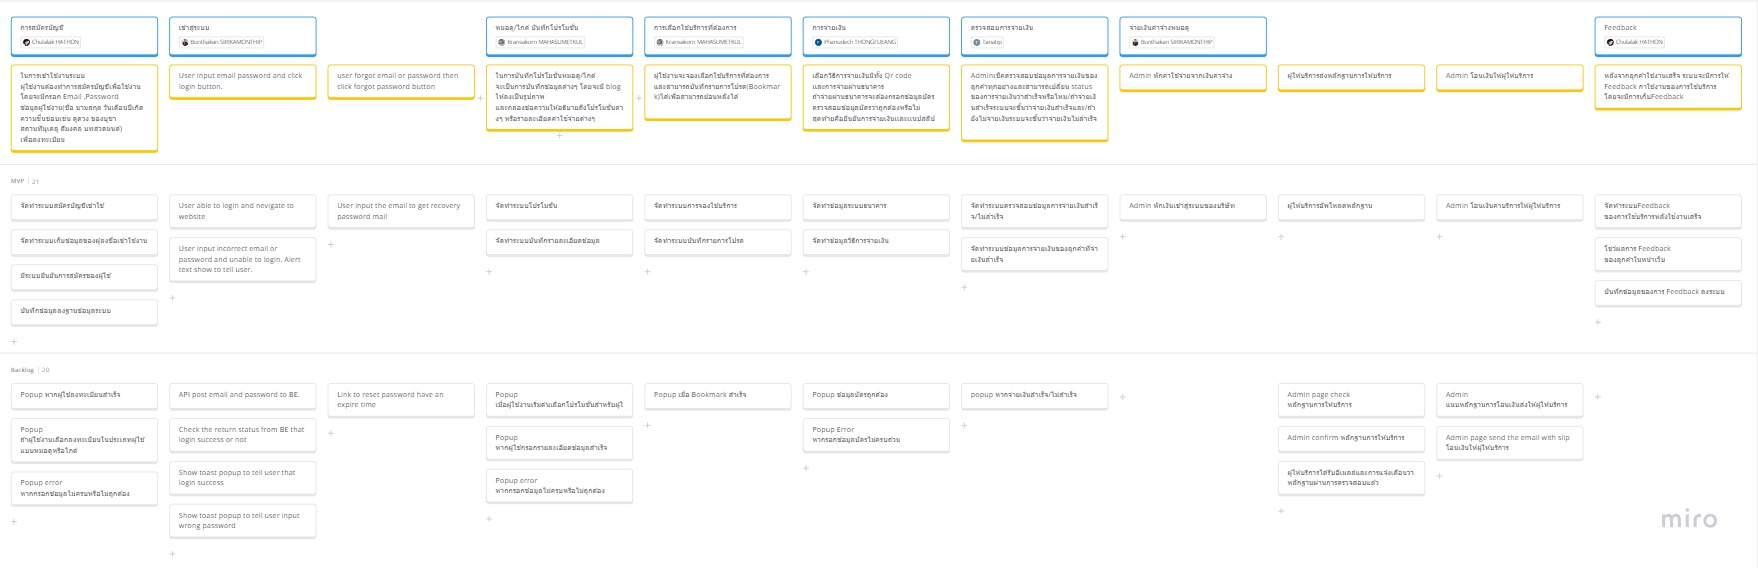 การสมัครบัญชี
Chulalak HATHON
เข้าสู่ระบบ
Bunthakan SIRIKAMONTHIP
หมอดู/ไกด์ บันทึกโปรโมชั่น
Kransakorn MAHASUMETKUL
การเลือกใช้บริการที่ต้องการ
Kransakorn MAHASUMETKUL
การจ่ายเงิน
Phanudech THONGFUEANG
ตรวจสอบการจ่ายเงิน
Tanatip
จ่ายเงินค่าจ้างหมอดู
Bunthakan SIRIKAMONTHIP
Feedback
Chulalak HATHON
ในการเข้าใช้งานระบบ
ผู้ใช้งานต้องทำการสมัครบัญชีเพื่อใช้งาน
โดยจะมีกรอก Email ,Password
ข้อมูลผู้ใช้งาน(ชื่อ นามสกุล วันเดือนปีเกิด
ความชื่นชอบเช่น ดูดวง ของมูชา
เพื่อลงทะเบียน
User input email password and click
login button.
user forgot email or password then
click forgot password button
ในการบันทึกโปรโมชั่นหมอดู/ไกด์
จะเป็นการบันทึกข้อมูลต่างๆ โดยจะมี blog
ให้ลงเป็นรูปภาพ
และกล่องข้อความให้อธิบายถึงโปรโมชั่นต่า
งๆ หรือรายละเอียดค่าใช้จ่ายต่างๆ
ผู้ใช้งานจะจองเลือกใช้บริการที่ต้องการ
และสามารถบันทึกรายการโปรด(Bookmar
k)ได้เพื่อสามารถย้อนหลังได้
เลือกวิธีการจ่ายเงินมีทั้ง Qr code
และการจ่ายผ่านธนาคาร
ถ้าจ่ายผ่านธนาคารจะต้องกรอกข้อมูลบัตร
ตรวจสอบข้อมูลบัตรว่าถูกต้องหรือไม่
สุดท้ายคือยืนยันการจ่ายเงินและแนบสลิป
Adminเช็คตรวจสอบข้อมูลการจ่ายเงินของ
ลูกค้าทุกอย่างและสามารถเปลี่ยน status
ของการจ่ายเงินว่าสำเร็จหรือไหม/ถ้าจ่ายเงิ
นสำเร็จระบบจะขึ้นว่าจ่ายเงินสำเร็จและ/ถ้า
ยังไม่จ่ายเงินระบบจะขึ้นว่าจ่ายเงินไม่สำเร็จ
Admin หักค่าใช้จ่ายจากเงินค่าจ้าง
ผู้ให้บริการส่งหลักฐานการให้บริการ
Admin โอนเงินให้ผู้ให้บริการ
หลังจากลูกค้าใช้งานเสร็จ ระบบจะมีการให้
Feedback การใช้งานของการใช้บริการ
โดยจะมีการเก็บFeedback
MVP 21
จัดทำระบบสมัครบัญชีเข้าใช้
User able to login and nevigate to
website
User input the email to get recovery
password mail
จัดทำระบบโปรโมชั่น
จัดทำระบบการจองใช้บริการ
จัดทำข้อมูลระบบธนาคาร
จัดทำระบบตรวจสอบข้อมูลการจ่ายเงินสำเร็
จ/ไม่สำเร็จ
Admin หักเงินเข้าสู่ระบบของบริษัท
ผู้ให้บริการอัพโหลดหลักฐาน
Admin โอนเงินค่าบริการให้ผู้ให้บริการ
จัดทำระบบFeedback
ของการใช้บริการหลังใช้งานเสร็จ
จัดทำระบบเก็บข้อมูลของผู้ลงชื่อเข้าใช้งาน
User input incorrect email or
password and unable to login. Alert
text show to tell user.
จัดทำระบบบันทึกรายละเอียดข้อมูล
จัดทำระบบบันทึกรายการโปรด
จัดทำข้อมูลวิธีการจ่ายเงิน
จัดทำระบบข้อมูลการจ่ายเงินของลูกค้าที่จ่า
ยเงินสำเร็จ
โชว์ผลการ Feedback
ของลูกค้าในหน้าเว็บ
มีระบบยืนยันการสมัครของผู้ใช้
บันทึกข้อมูลของการ Feedback ลงระบบ
บันทึกข้อมูลลงฐานข้อมูลระบบ
Backlog 20
Popup หากผู้ใช้ลงทะเบียนสำเร็จ
API post email and password to BE.
Link to reset password have an
expire time
Popup
เมื่อผู้ใช้งานเริ่มต้นเลือกโปรโมชั่นสำหรับผู้ใ
Popup เมื่อ Bookmark สำเร็จ
Popup ข้อมูลบัตรถูกต้อง
popup หากจ่ายเงินสำเร็จ/ไม่สำเร็จ
Admin page check
หลักฐานการให้บริการ
Admin
แนบหลักฐานการโอนเงินส่งให้ผู้ให้บริการ
Popup
ถ้าผู้ใช้งานเลือกลงทะเบียนในประเภทผู้ใช้
แบบหมอดูหรือไกด์
Check the return status from BE that
login success or not
Popup
หากผู้ใช้กรอกรายละเอียดข้อมูลสำเร็จ
Popup Error
หากรอกข้อมูลบัตรไม่ครบถ้วน
Admin confirm หลักฐานการให้บริการ
Admin page send the email with slip
โอนเงินให้ผู้ให้บริการ
Show toast popup to tell user that
login success
Popup error
หากกรอกข้อมูลไม่ครบหรือไม่ถูกต้อง
Popup error
หากกรอกข้อมูลไม่ครบหรือไม่ถูกต้อง
ผู้ให้บริการได้รับอีเมลล์และการแจ้งเตือนว่า
หลักฐานผ่านการตรวจสอบแล้ว
Show toast popup to tell user input
wrong password
miro